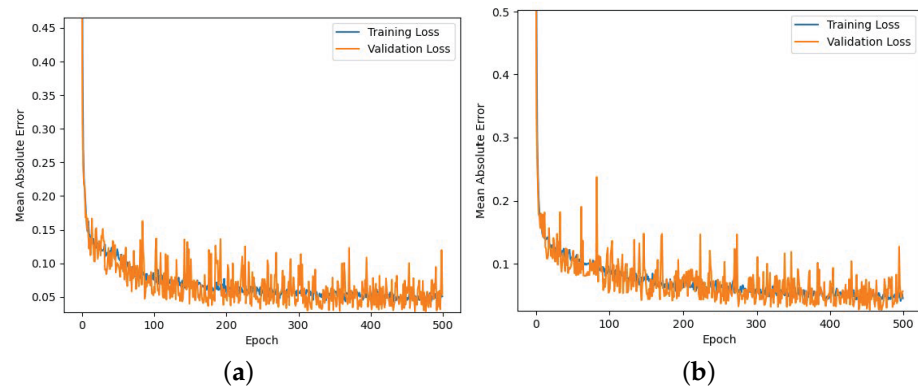 0.45
0.40
0.35
0.30
0.25
0.20
0.15
0.10
0.05
Mean Absolute Error
Training Loss
Validation Loss
0 100 200 300 400 500
Epoch
(a)
0.5
0.4
0.3
0.2
0.1
Mean Absolute Error
Training Loss
Validation Loss
0 100 200 300 400 500
Epoch
(b)